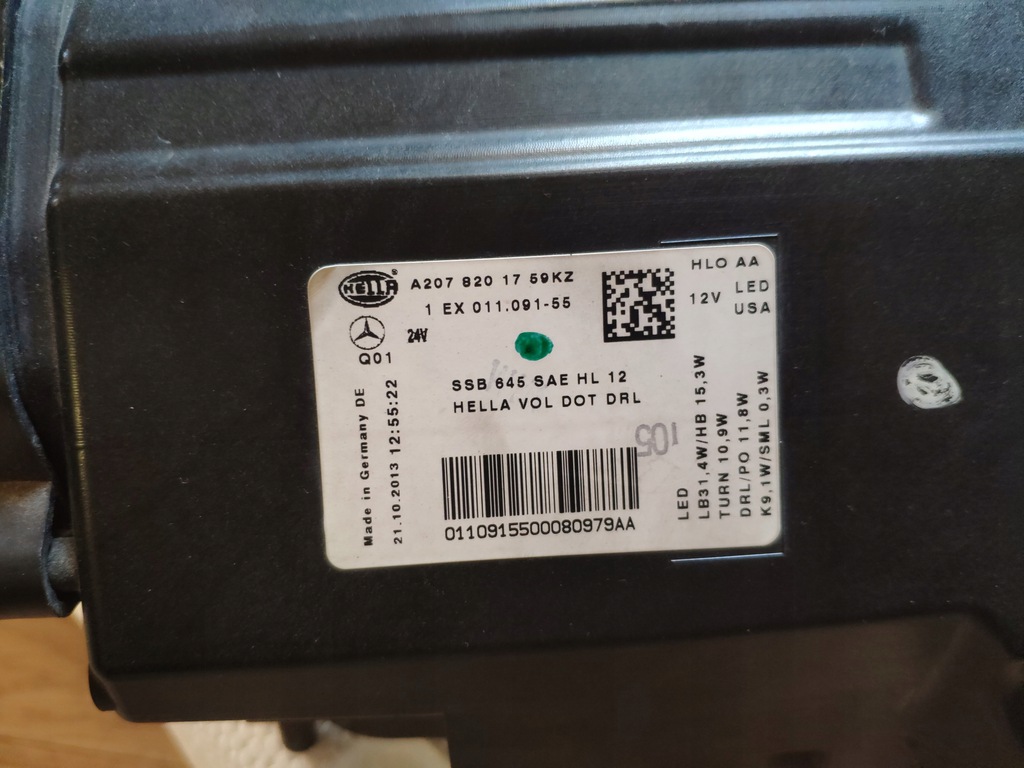 HELLA®
A207 820 17 59KZ
1 EX 011.091-55
24V
Q01
HLO AA
12V
LED
USA
SSB 645 SAE HL 12
HELLA VOL DOT DRL
Made in Germany DE
21.10.2013 12:55:22
105
LED
LB31,4W/HB 15,3W
TURN 10,9W
DRL/PO 11,8W
K9,1W/SML 0,3W
0110915500080979AA